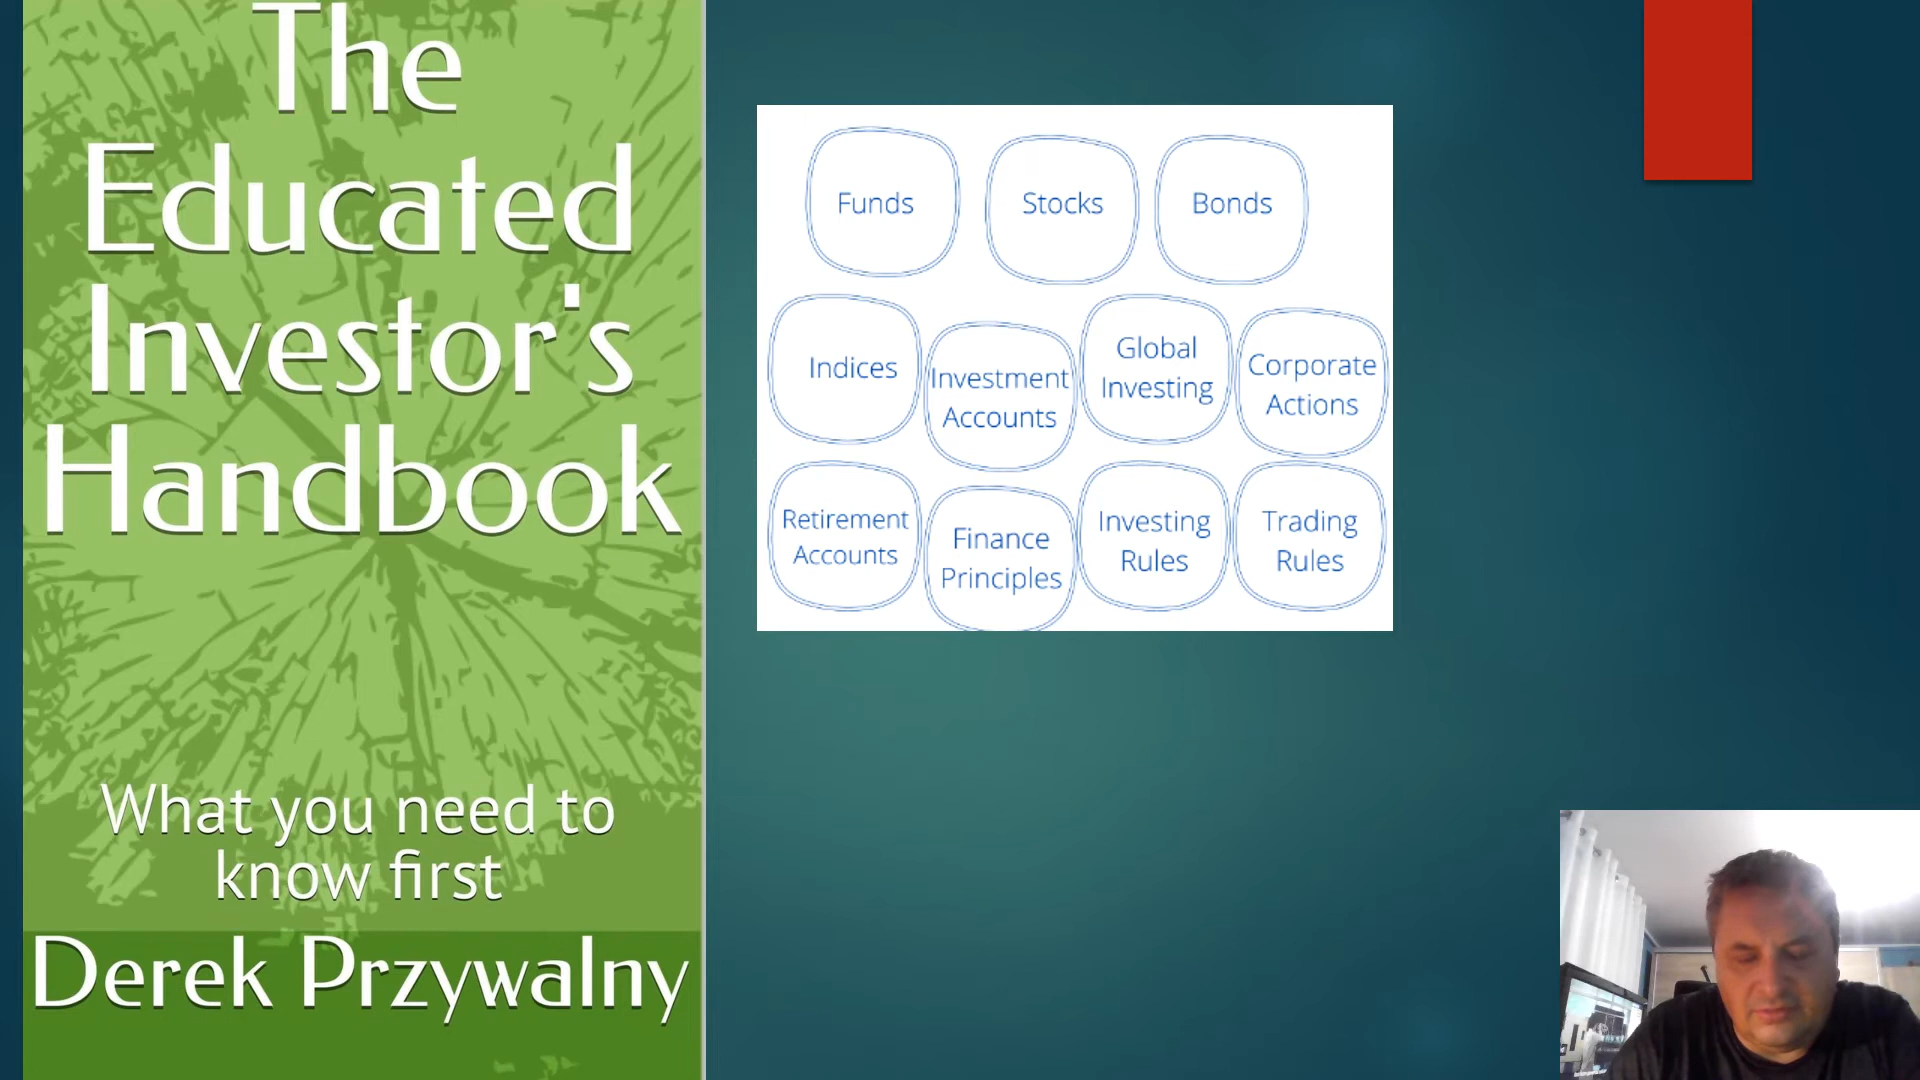 The
Educated
Investor's
Handbook
What you need to
know first
Derek Przywalny
Funds
Stocks
Bonds
Indices
Investment
Accounts
Global
Investing
Corporate
Actions
Retirement
Accounts
Finance
Principles
Investing
Rules
Trading
Rules